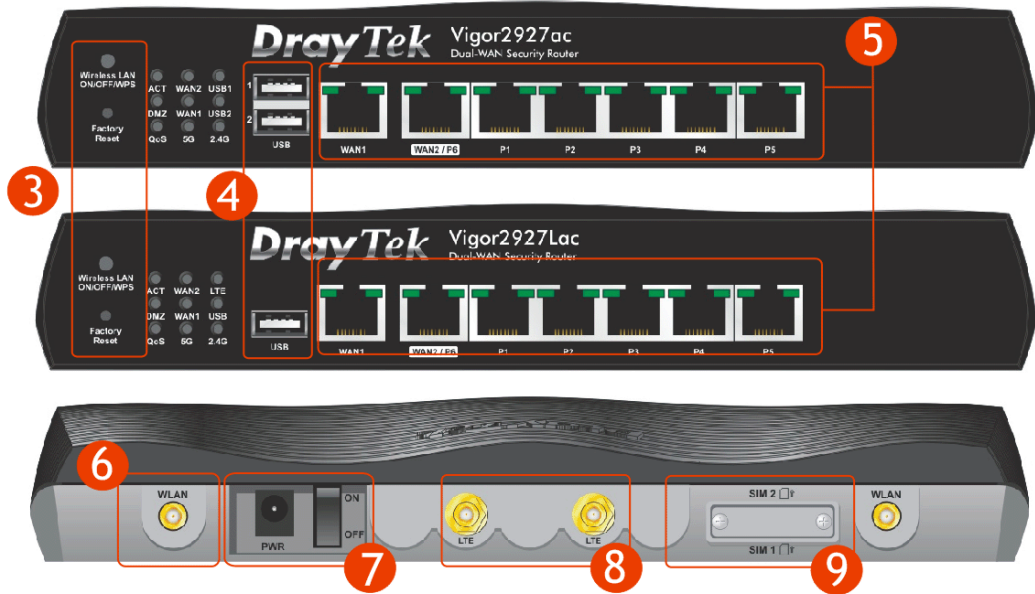 DrayTek Vigor2927ac
Dual-WAN Security Router
5
Wireless LAN
ON/OFF/WPS
ACT WAN2 USB1
DMZ WAN1 USB2
QoS 5G 2.4G
Factory
Reset
1
2
USB
WAN1 WAN2 / P6 P1 P2 P3 P4 P5
3
4
DrayTek Vigor2927Lac
Dual-WAN Security Router
Wireless LAN
ON/OFF/WPS
ACT WAN2 LTE
DMZ WAN1 USB
QoS 5G 2.4G
Factory
Reset
USB
WAN1 WAN2 / P6 P1 P2 P3 P4 P5
6
WLAN
PWR
ON
OFF
LTE
LTE
SIM 2
SIM 1
WLAN
7
8
9